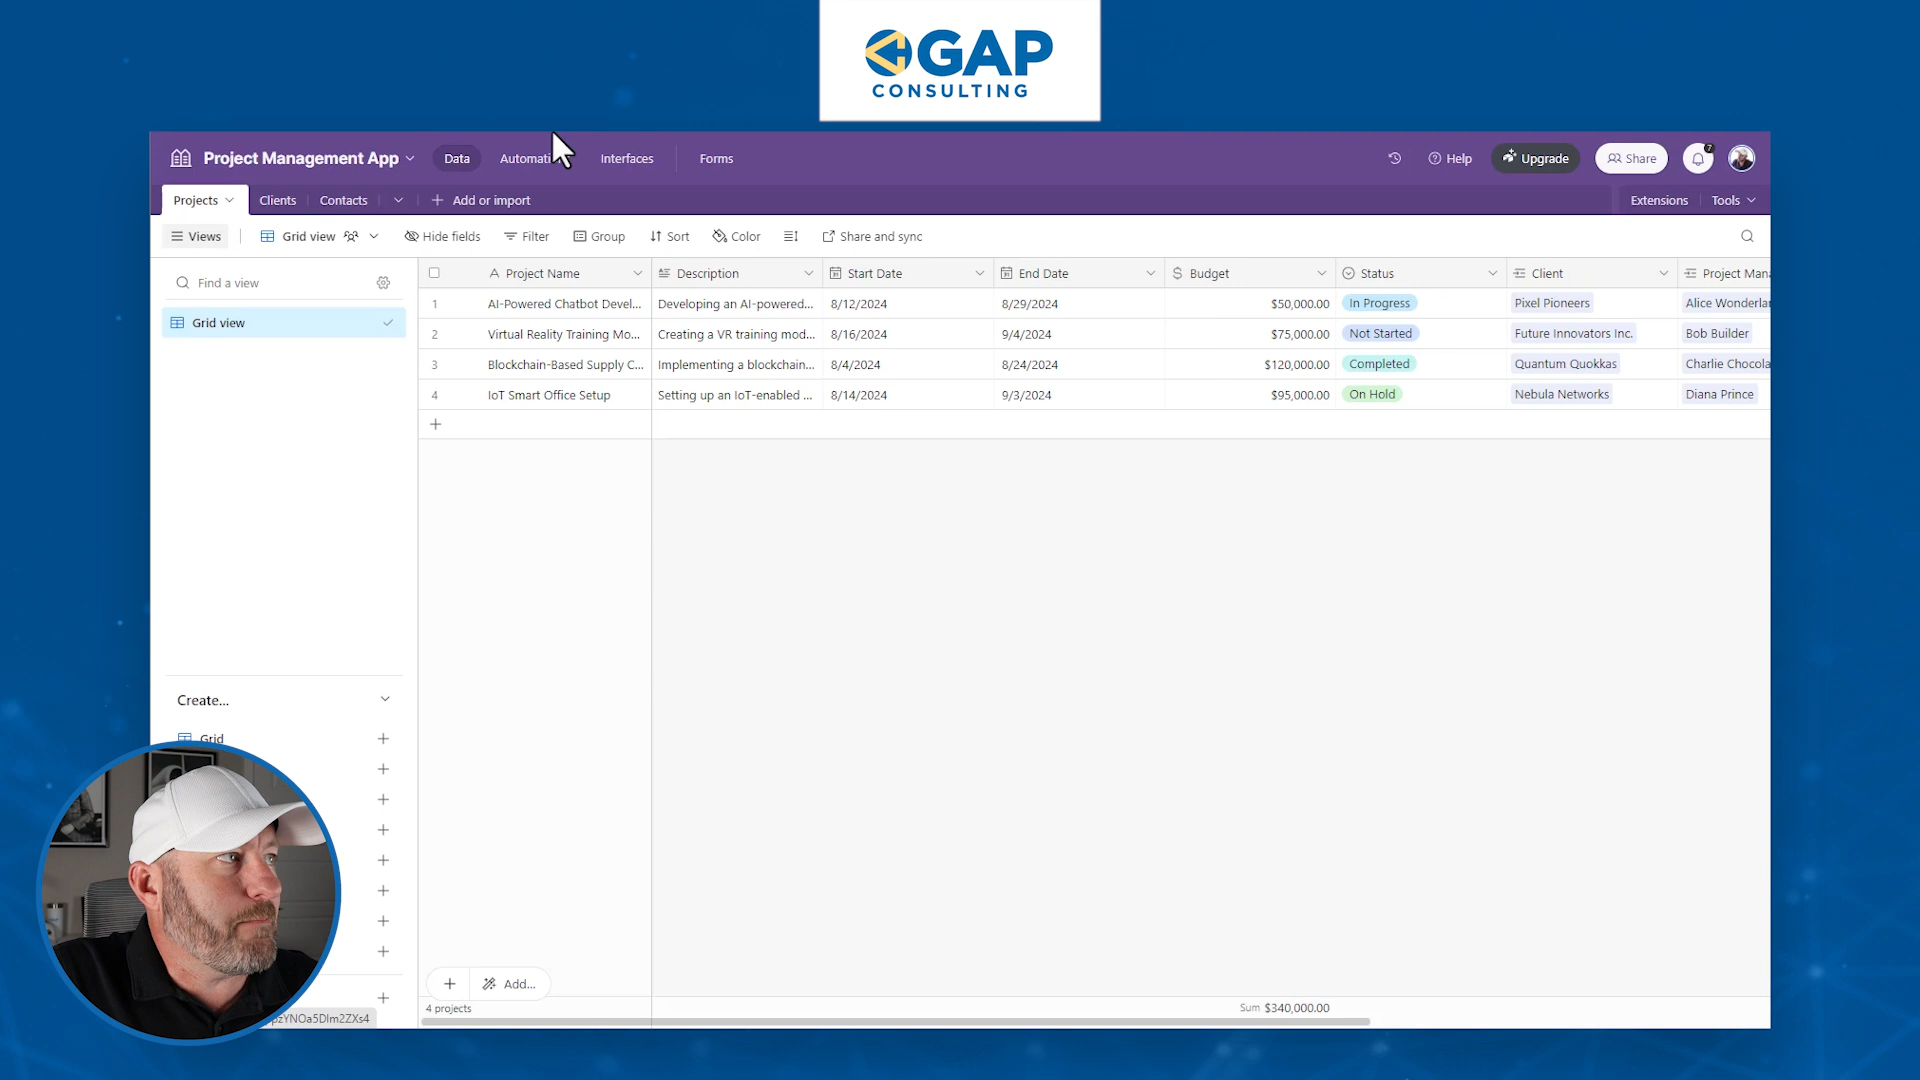 GAP
CONSULTING
Project Management App
Data
Automati
Interfaces
Forms
Help
Upgrade
Share
7
Projects
Clients
Contacts
Add or import
Extensions
Tools
Views
Grid view
Hide fields
Filter
Group
Sort
Color
Share and sync
Find a view
Grid view
Project Name
Description
Start Date
End Date
Budget
Status
Client
Project Mana
1 AI-Powered Chatbot Devel... Developing an AI-powered... 8/12/2024 8/29/2024 $50,000.00 In Progress Pixel Pioneers Alice Wonderlan
2 Virtual Reality Training Mo... Creating a VR training mod... 8/16/2024 9/4/2024 $75,000.00 Not Started Future Innovators Inc. Bob Builder
3 Blockchain-Based Supply C... Implementing a blockchain... 8/4/2024 8/24/2024 $120,000.00 Completed Quantum Quokkas Charlie Chocola
4 IoT Smart Office Setup Setting up an IoT-enabled ... 8/14/2024 9/3/2024 $95,000.00 On Hold Nebula Networks Diana Prince
Create...
Grid
Add...
4 projects
Sum $340,000.00
pzYNOa5Dlm2ZXs4